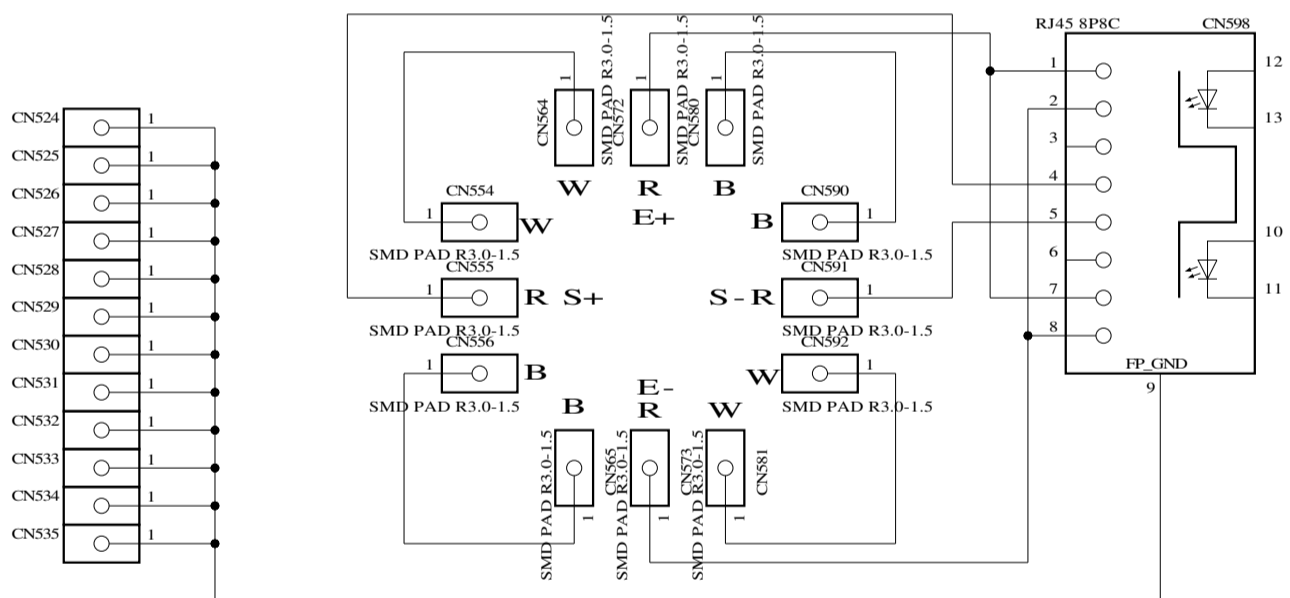 RJ45 8P8C CN598
1 12
2
13
3
4
5 10
6
7 11
8
FP_GND
9
CN524 1
CN525 1
CN526 1
CN527 1
CN528 1
CN529 1
CN530 1
CN531 1
CN532 1
CN533 1
CN534 1
CN535 1
1 CN564 SMD PAD R3.0-1.5
1 CN572 SMD PAD R3.0-1.5
1 CN580 SMD PAD R3.0-1.5
W R B
E+
CN554
1 W
SMD PAD R3.0-1.5
CN590
B 1
SMD PAD R3.0-1.5
CN555
1 R S+
SMD PAD R3.0-1.5
CN591
S-R 1
SMD PAD R3.0-1.5
CN556
1 B
SMD PAD R3.0-1.5
CN592
W 1
SMD PAD R3.0-1.5
E-
B R W
SMD PAD R3.0-1.5 1 CN565
SMD PAD R3.0-1.5 1 CN573
SMD PAD R3.0-1.5 1 CN581